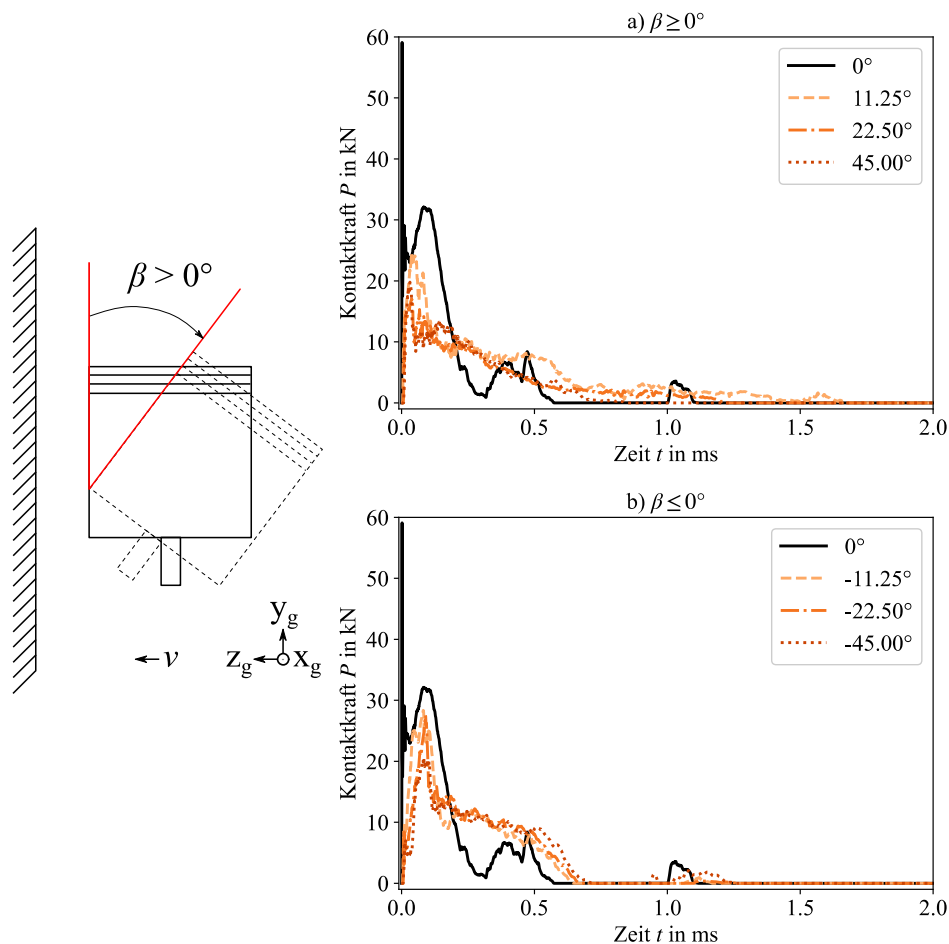 a) β ≥ 0°
60
50
40
30
20
10
0
Kontaktkraft P in kN
0.0 0.5 1.0 1.5 2.0
Zeit t in ms
0°
11.25°
22.50°
45.00°
β > 0°
v
y_g
z_g
x_g
b) β ≤ 0°
60
50
40
30
20
10
0
Kontaktkraft P in kN
0.0 0.5 1.0 1.5 2.0
Zeit t in ms
0°
-11.25°
-22.50°
-45.00°